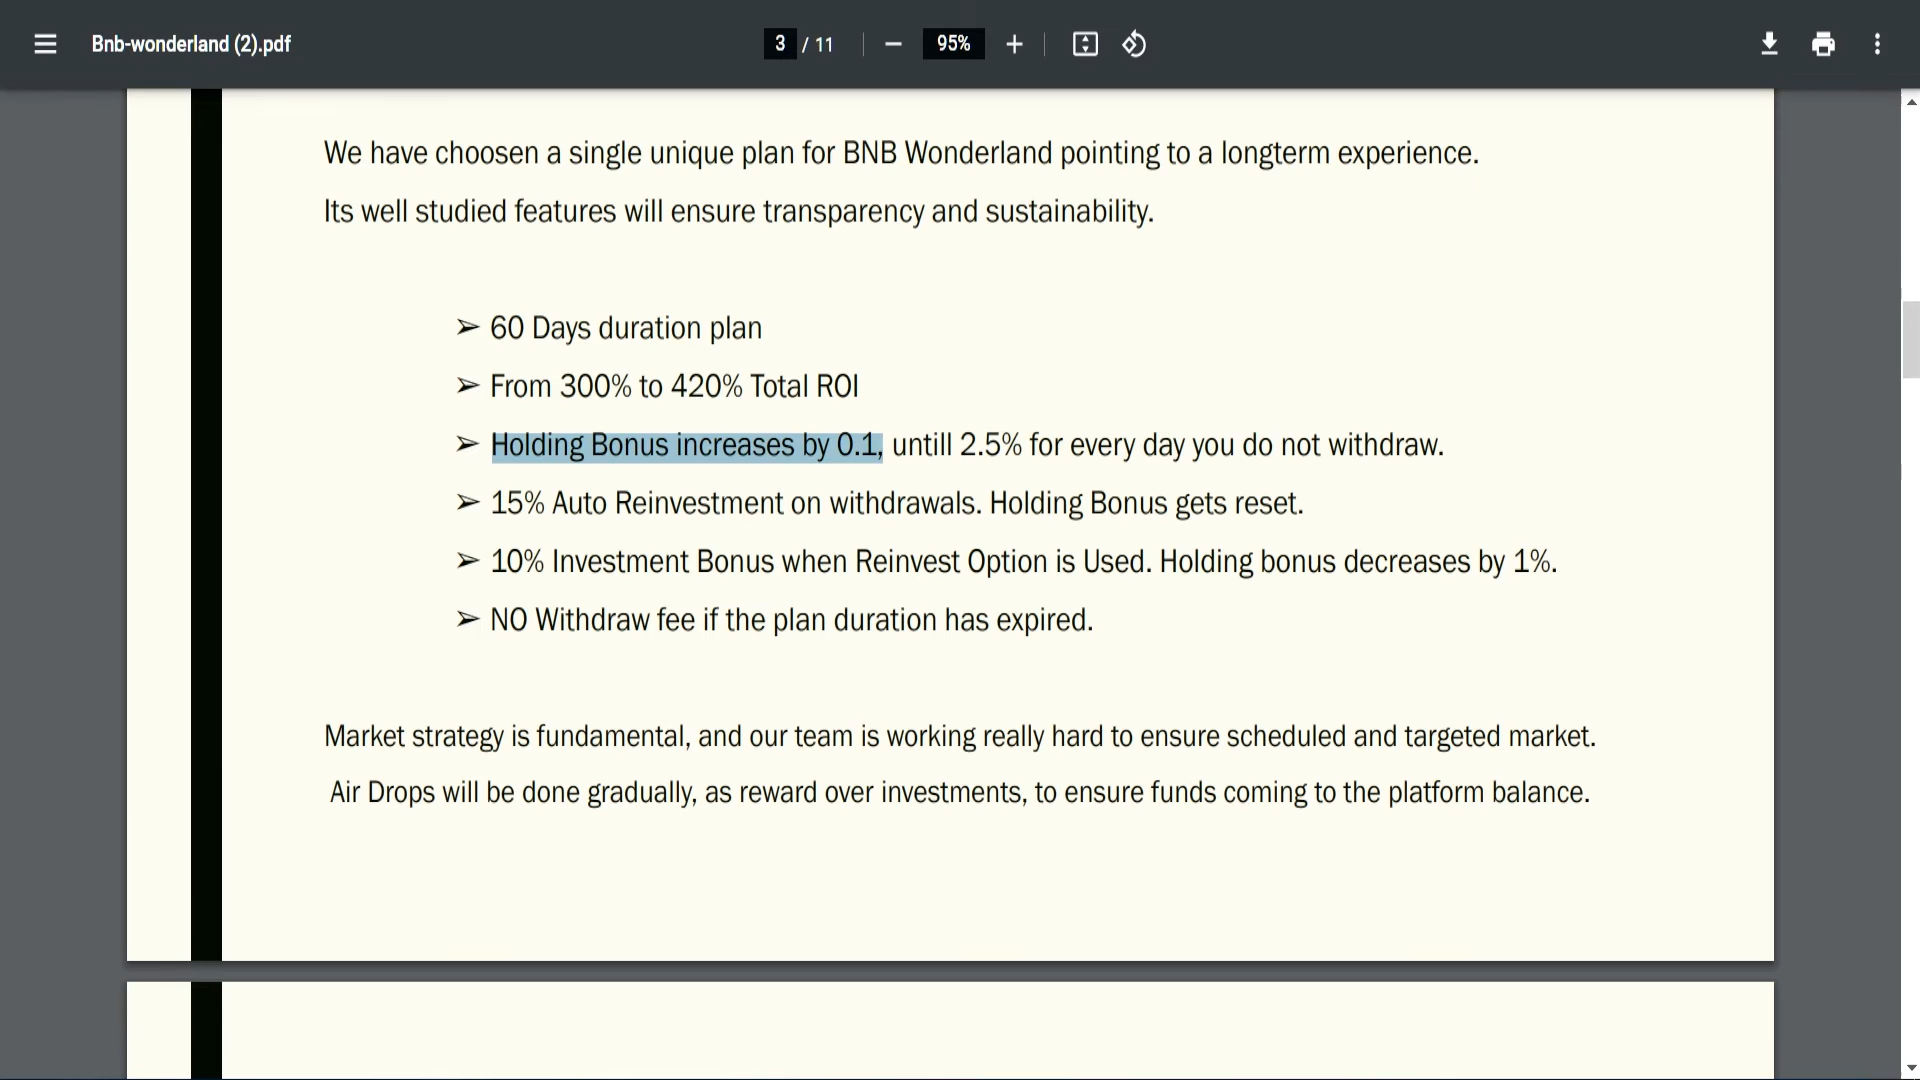 Bnb-wonderland (2).pdf
3 / 11
95%
We have choosen a single unique plan for BNB Wonderland pointing to a longterm experience.
Its well studied features will ensure transparency and sustainability.
➢ 60 Days duration plan
➢ From 300% to 420% Total ROI
➢ Holding Bonus increases by 0.1, untill 2.5% for every day you do not withdraw.
➢ 15% Auto Reinvestment on withdrawals. Holding Bonus gets reset.
➢ 10% Investment Bonus when Reinvest Option is Used. Holding bonus decreases by 1%.
➢ NO Withdraw fee if the plan duration has expired.
Market strategy is fundamental, and our team is working really hard to ensure scheduled and targeted market.
Air Drops will be done gradually, as reward over investments, to ensure funds coming to the platform balance.